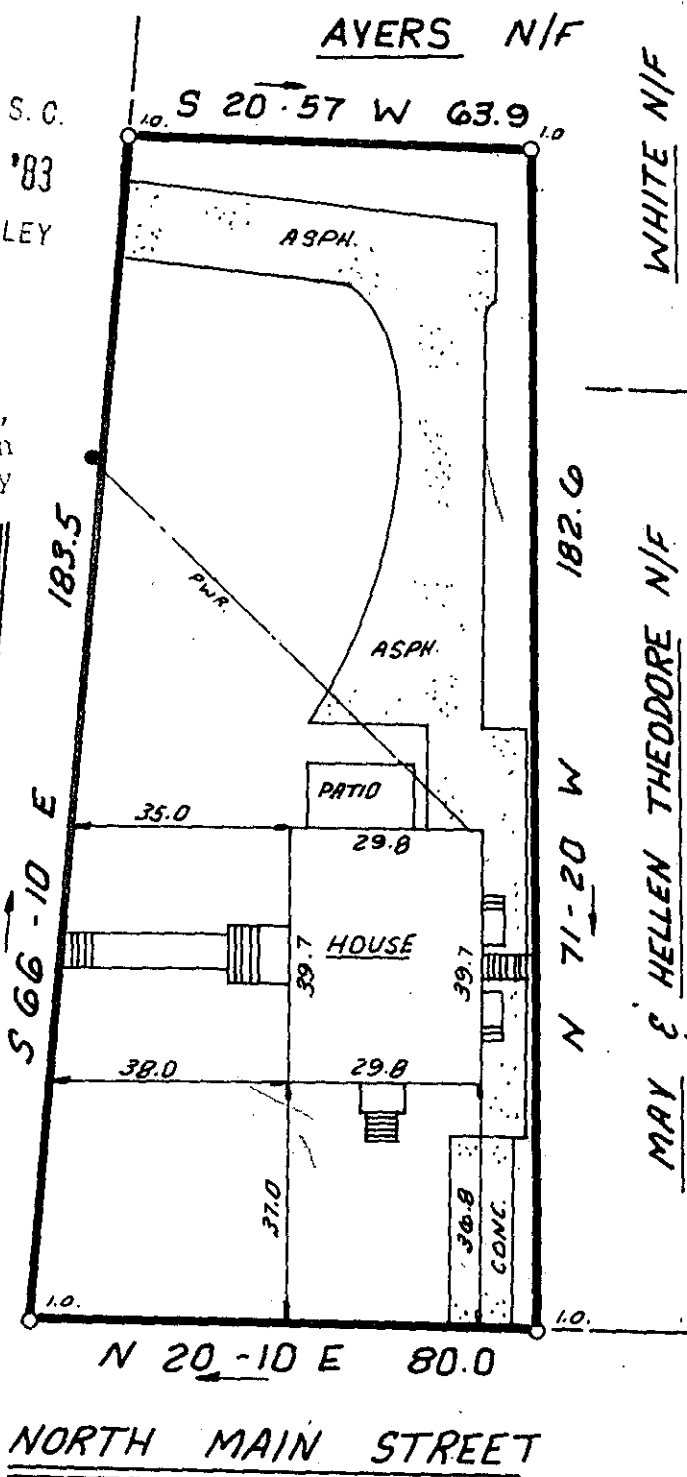 AYERS N/F
WHITE N/F
S. C.
S 20·57 W 63.9
I.O.
I.O.
'83
LEY
ASPH.
,
n
y
183.5
182.6
PWR.
ASPH.
MAY & HELLEN THEODORE N/F
PATIO
35.0
29.8
S 66-10 E
N 71-20 W
HOUSE
39.7
39.7
38.0
29.8
37.0
36.8
CONC.
I.O.
I.O.
N 20-10 E 80.0
NORTH MAIN STREET